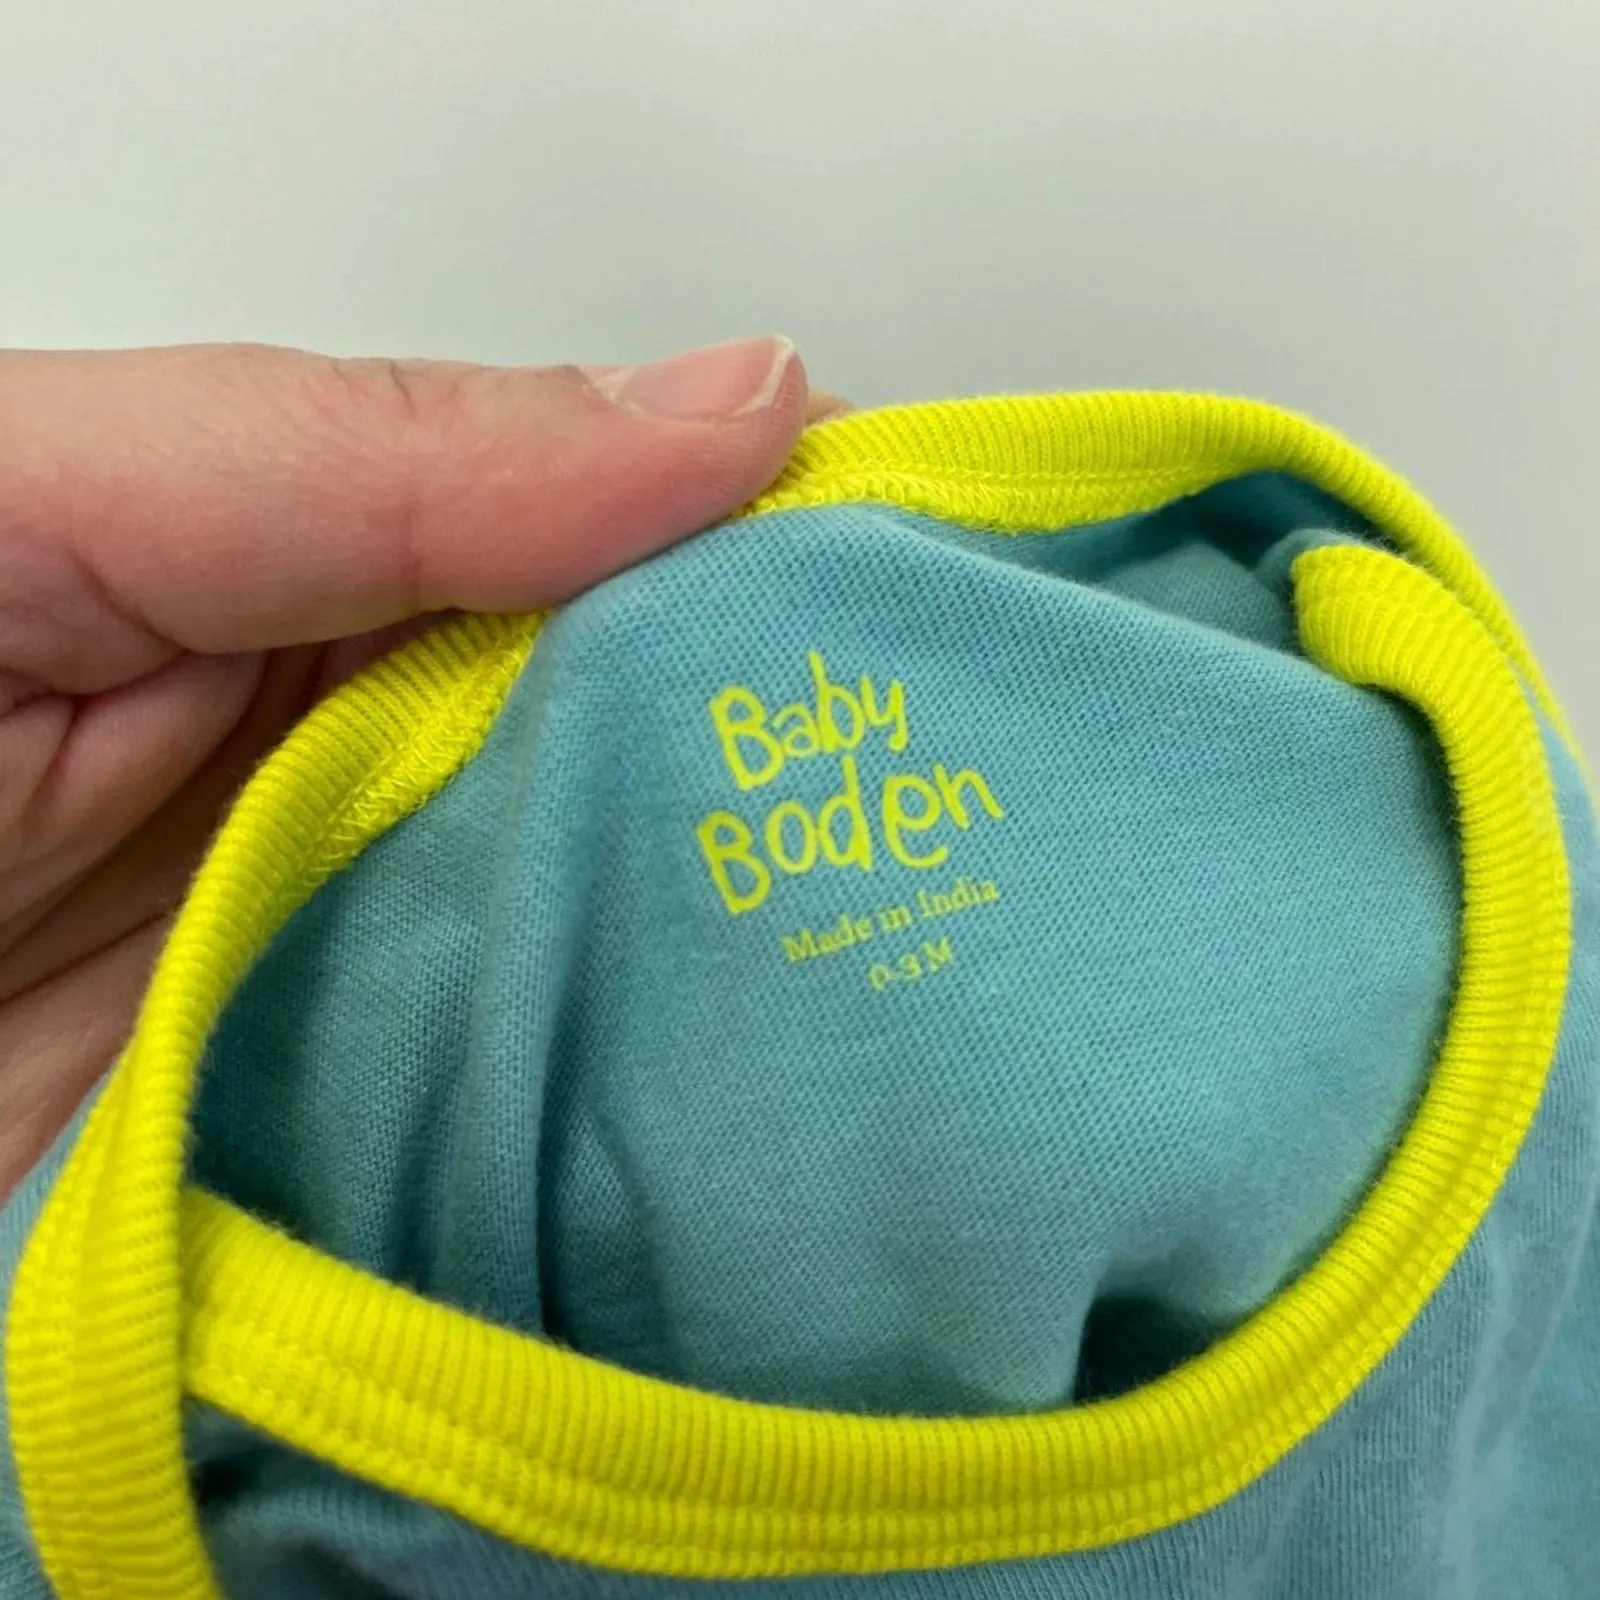 Baby
Boden
Made in India
0-3 M